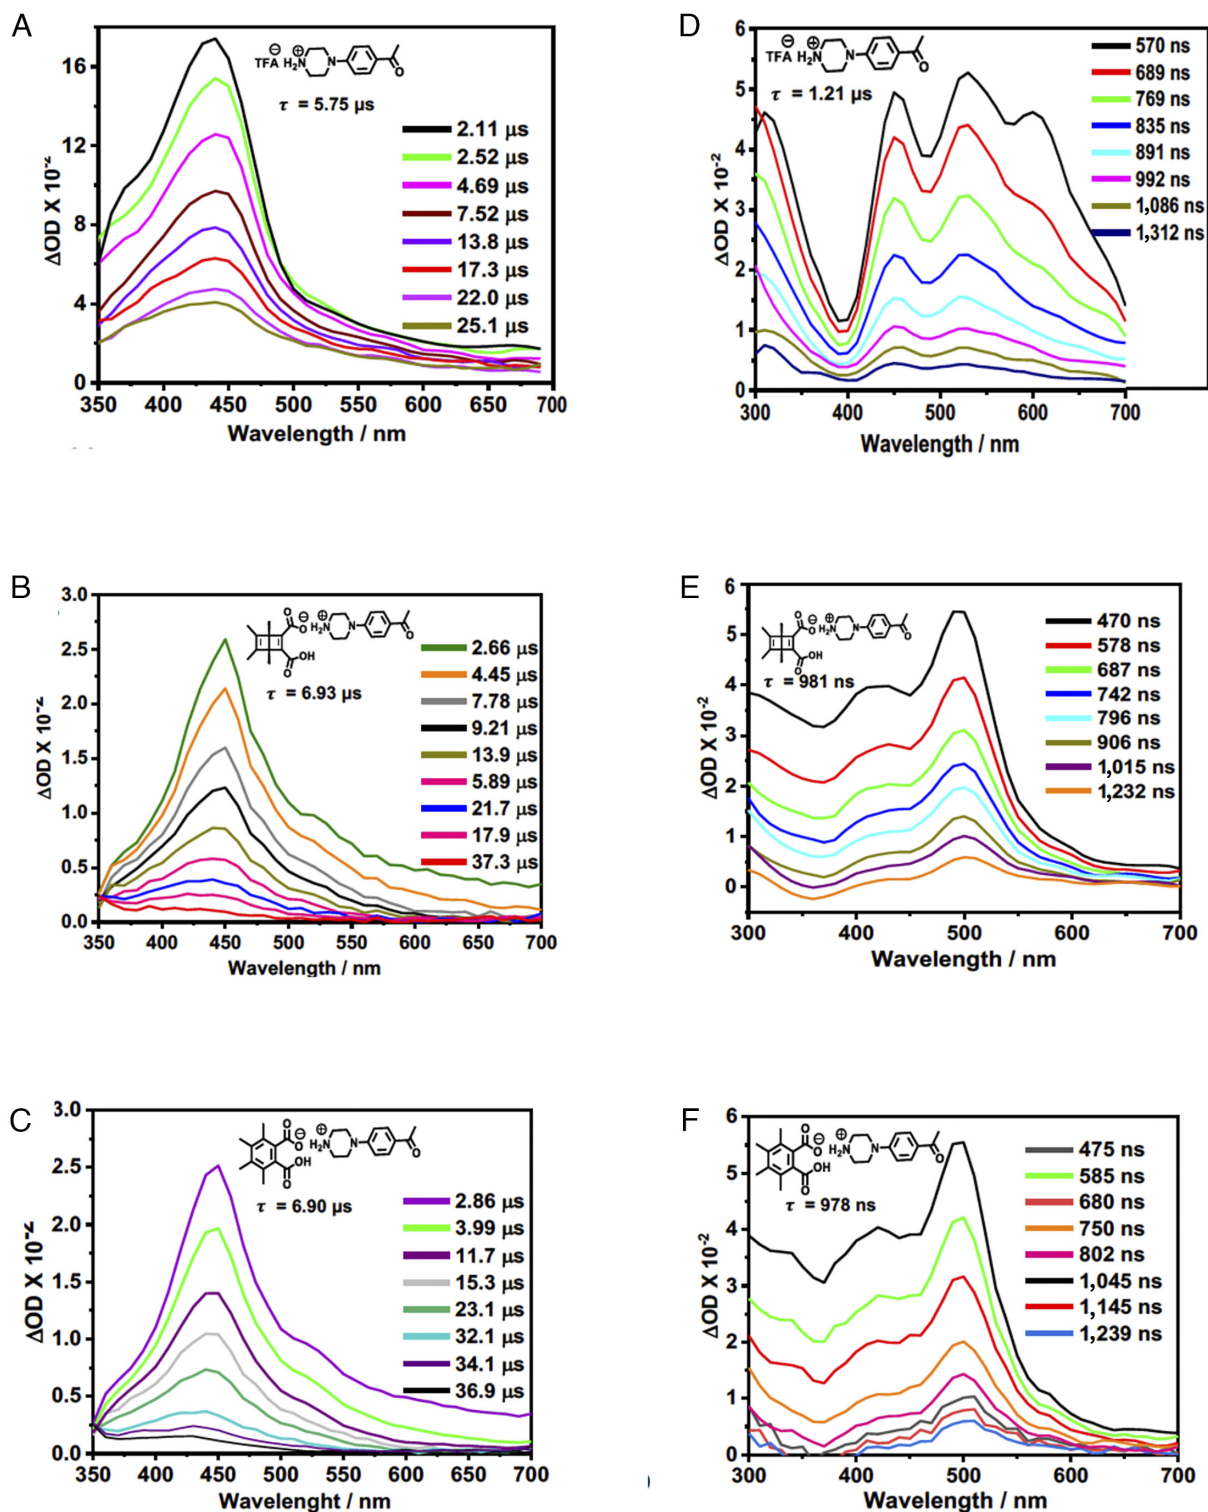 A
TFA ⊖ H₂N ⊕ N O
τ = 5.75 µs
2.11 µs
2.52 µs
4.69 µs
7.52 µs
13.8 µs
17.3 µs
22.0 µs
25.1 µs
ΔOD X 10⁻²
16
12
8
4
0
350 400 450 500 550 600 650 700
Wavelength / nm
D
TFA ⊖ H₂N ⊕ N O
τ = 1.21 µs
570 ns
689 ns
769 ns
835 ns
891 ns
992 ns
1,086 ns
1,312 ns
ΔOD X 10⁻²
6
5
4
3
2
1
0
300 400 500 600 700
Wavelength / nm
B
O O⊖ H₂N ⊕ N O
O OH
τ = 6.93 µs
2.66 µs
4.45 µs
7.78 µs
9.21 µs
13.9 µs
5.89 µs
21.7 µs
17.9 µs
37.3 µs
ΔOD X 10⁻²
3.0
2.5
2.0
1.5
1.0
0.5
0.0
350 400 450 500 550 600 650 700
Wavelength / nm
E
O O⊖ H₂N ⊕ N O
O OH
τ = 981 ns
470 ns
578 ns
687 ns
742 ns
796 ns
906 ns
1,015 ns
1,232 ns
ΔOD X 10⁻²
6
5
4
3
2
1
0
300 400 500 600 700
Wavelength / nm
C
O O⊖ H₂N ⊕ N O
OH O
τ = 6.90 µs
2.86 µs
3.99 µs
11.7 µs
15.3 µs
23.1 µs
32.1 µs
34.1 µs
36.9 µs
ΔOD X 10⁻²
3.0
2.5
2.0
1.5
1.0
0.5
0.0
350 400 450 500 550 600 650 700
Wavelenght / nm
F
O O⊖ H₂N ⊕ N O
OH O
τ = 978 ns
475 ns
585 ns
680 ns
750 ns
802 ns
1,045 ns
1,145 ns
1,239 ns
ΔOD X 10⁻²
6
5
4
3
2
1
0
300 400 500 600 700
Wavelength / nm